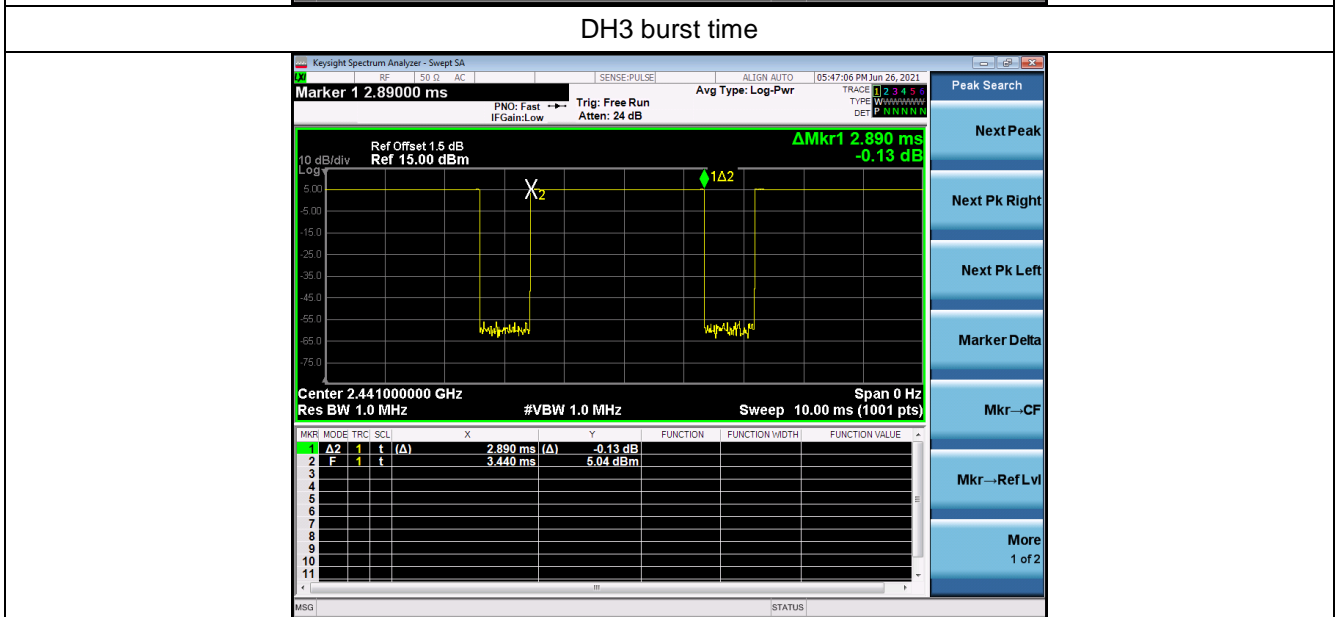 DH3 burst time
Keysight Spectrum Analyzer - Swept SA
LXI RF 50 Ω AC SENSE:PULSE ALIGN AUTO 05:47:06 PM Jun 26, 2021
Marker 1 2.89000 ms
PNO: Fast
IFGain:Low
Trig: Free Run
Atten: 24 dB
Avg Type: Log-Pwr
TRACE 1 2 3 4 5 6
TYPE WWWWWW
DET P N N N N N
Peak Search
ΔMkr1 2.890 ms
-0.13 dB
Ref Offset 1.5 dB
10 dB/div Ref 15.00 dBm
Log
1Δ2
X2
5.00
-5.00
-15.0
-25.0
-35.0
-45.0
-55.0
-65.0
-75.0
Center 2.441000000 GHz Span 0 Hz
Res BW 1.0 MHz #VBW 1.0 MHz Sweep 10.00 ms (1001 pts)
MKR MODE TRC SCL X Y FUNCTION FUNCTION WIDTH FUNCTION VALUE
1 Δ2 1 t (Δ) 2.890 ms (Δ) -0.13 dB
2 F 1 t 3.440 ms 5.04 dBm
3
4
5
6
7
8
9
10
11
MSG STATUS
Next Peak
Next Pk Right
Next Pk Left
Marker Delta
Mkr→CF
Mkr→RefLvl
More
1 of 2